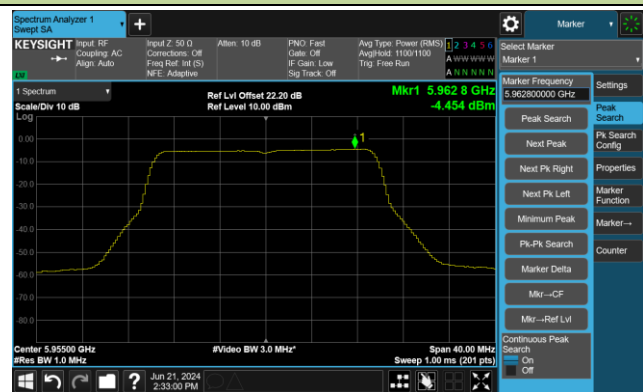 Spectrum Analyzer 1
Swept SA
+
Marker
KEYSIGHT
Input: RF
Coupling: AC
Align: Auto
Input Z: 50 Ω
Corrections: Off
Freq Ref: Int (S)
NFE: Adaptive
Atten: 10 dB
PNO: Fast
Gate: Off
IF Gain: Low
Sig Track: Off
Avg Type: Power (RMS)
Avg|Hold: 1100/1100
Trig: Free Run
1 2 3 4 5 6
A W W W W W
A N N N N N
LW
Select Marker
Marker 1
1 Spectrum
Scale/Div 10 dB
Log
Ref Lvl Offset 22.20 dB
Ref Level 10.00 dBm
Mkr1 5.962 8 GHz
-4.454 dBm
Marker Frequency
5.962800000 GHz
Settings
Peak Search
Next Peak
Next Pk Right
Next Pk Left
Minimum Peak
Pk-Pk Search
Marker Delta
Mkr→CF
Mkr→Ref Lvl
Continuous Peak
Search
On
Off
Peak
Search
Pk Search
Config
Properties
Marker
Function
Marker→
Counter
1
0.00
-10.0
-20.0
-30.0
-40.0
-50.0
-60.0
-70.0
-80.0
Center 5.95500 GHz
#Res BW 1.0 MHz
#Video BW 3.0 MHz*
Span 40.00 MHz
Sweep 1.00 ms (201 pts)
?
Jun 21, 2024
2:33:00 PM